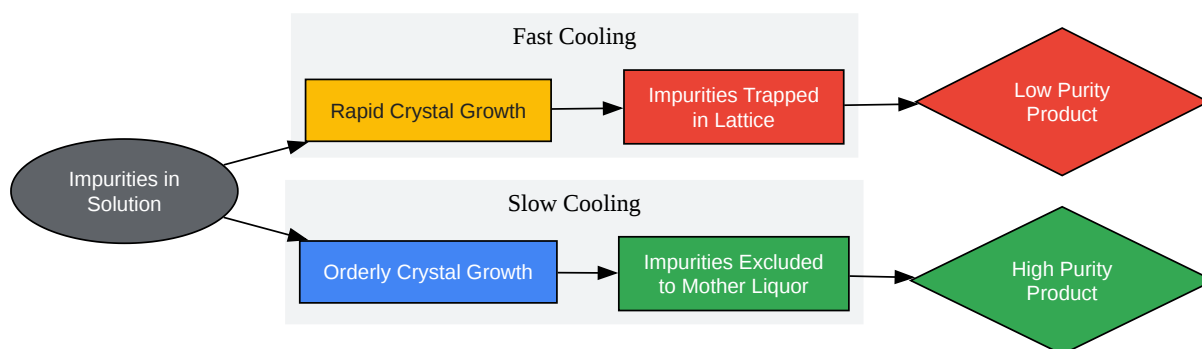 Fast Cooling
Rapid Crystal Growth
Impurities Trapped
in Lattice
Low Purity
Product
Impurities in
Solution
Slow Cooling
Orderly Crystal Growth
Impurities Excluded
to Mother Liquor
High Purity
Product